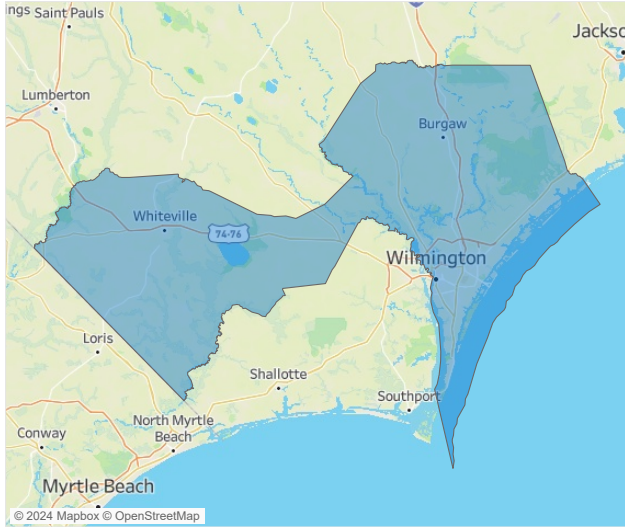 ngs Saint Pauls
Jackso
Lumberton
Burgaw
Whiteville
74-76
Wilmington
Loris
Shallotte
Southport
North Myrtle
Beach
Conway
Myrtle Beach
© 2024 Mapbox © OpenStreetMap